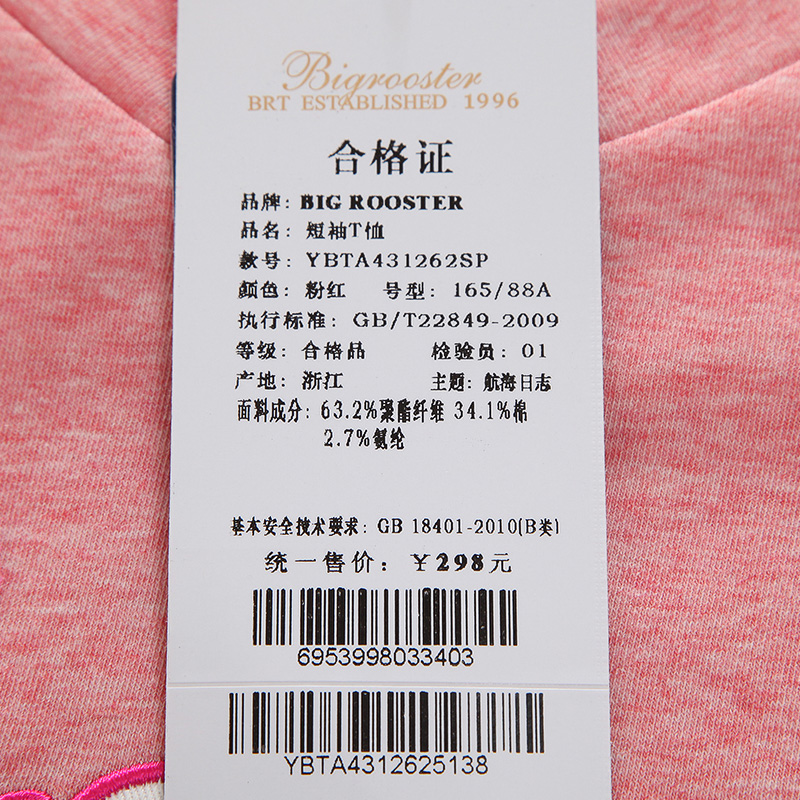 Bigrooster
BRT ESTABLISHED 1996
合格证
品牌: BIG ROOSTER
品名: 短袖T恤
款号: YBTA431262SP
颜色: 粉红 号型: 165/88A
执行标准: GB/T22849-2009
等级: 合格品 检验员: 01
产地: 浙江 主题: 航海日志
面料成分: 63.2%聚酯纤维 34.1%棉
2.7%氨纶
基本安全技术要求: GB 18401-2010(B类)
统一售价: ¥298元
6953998033403
YBTA4312625138